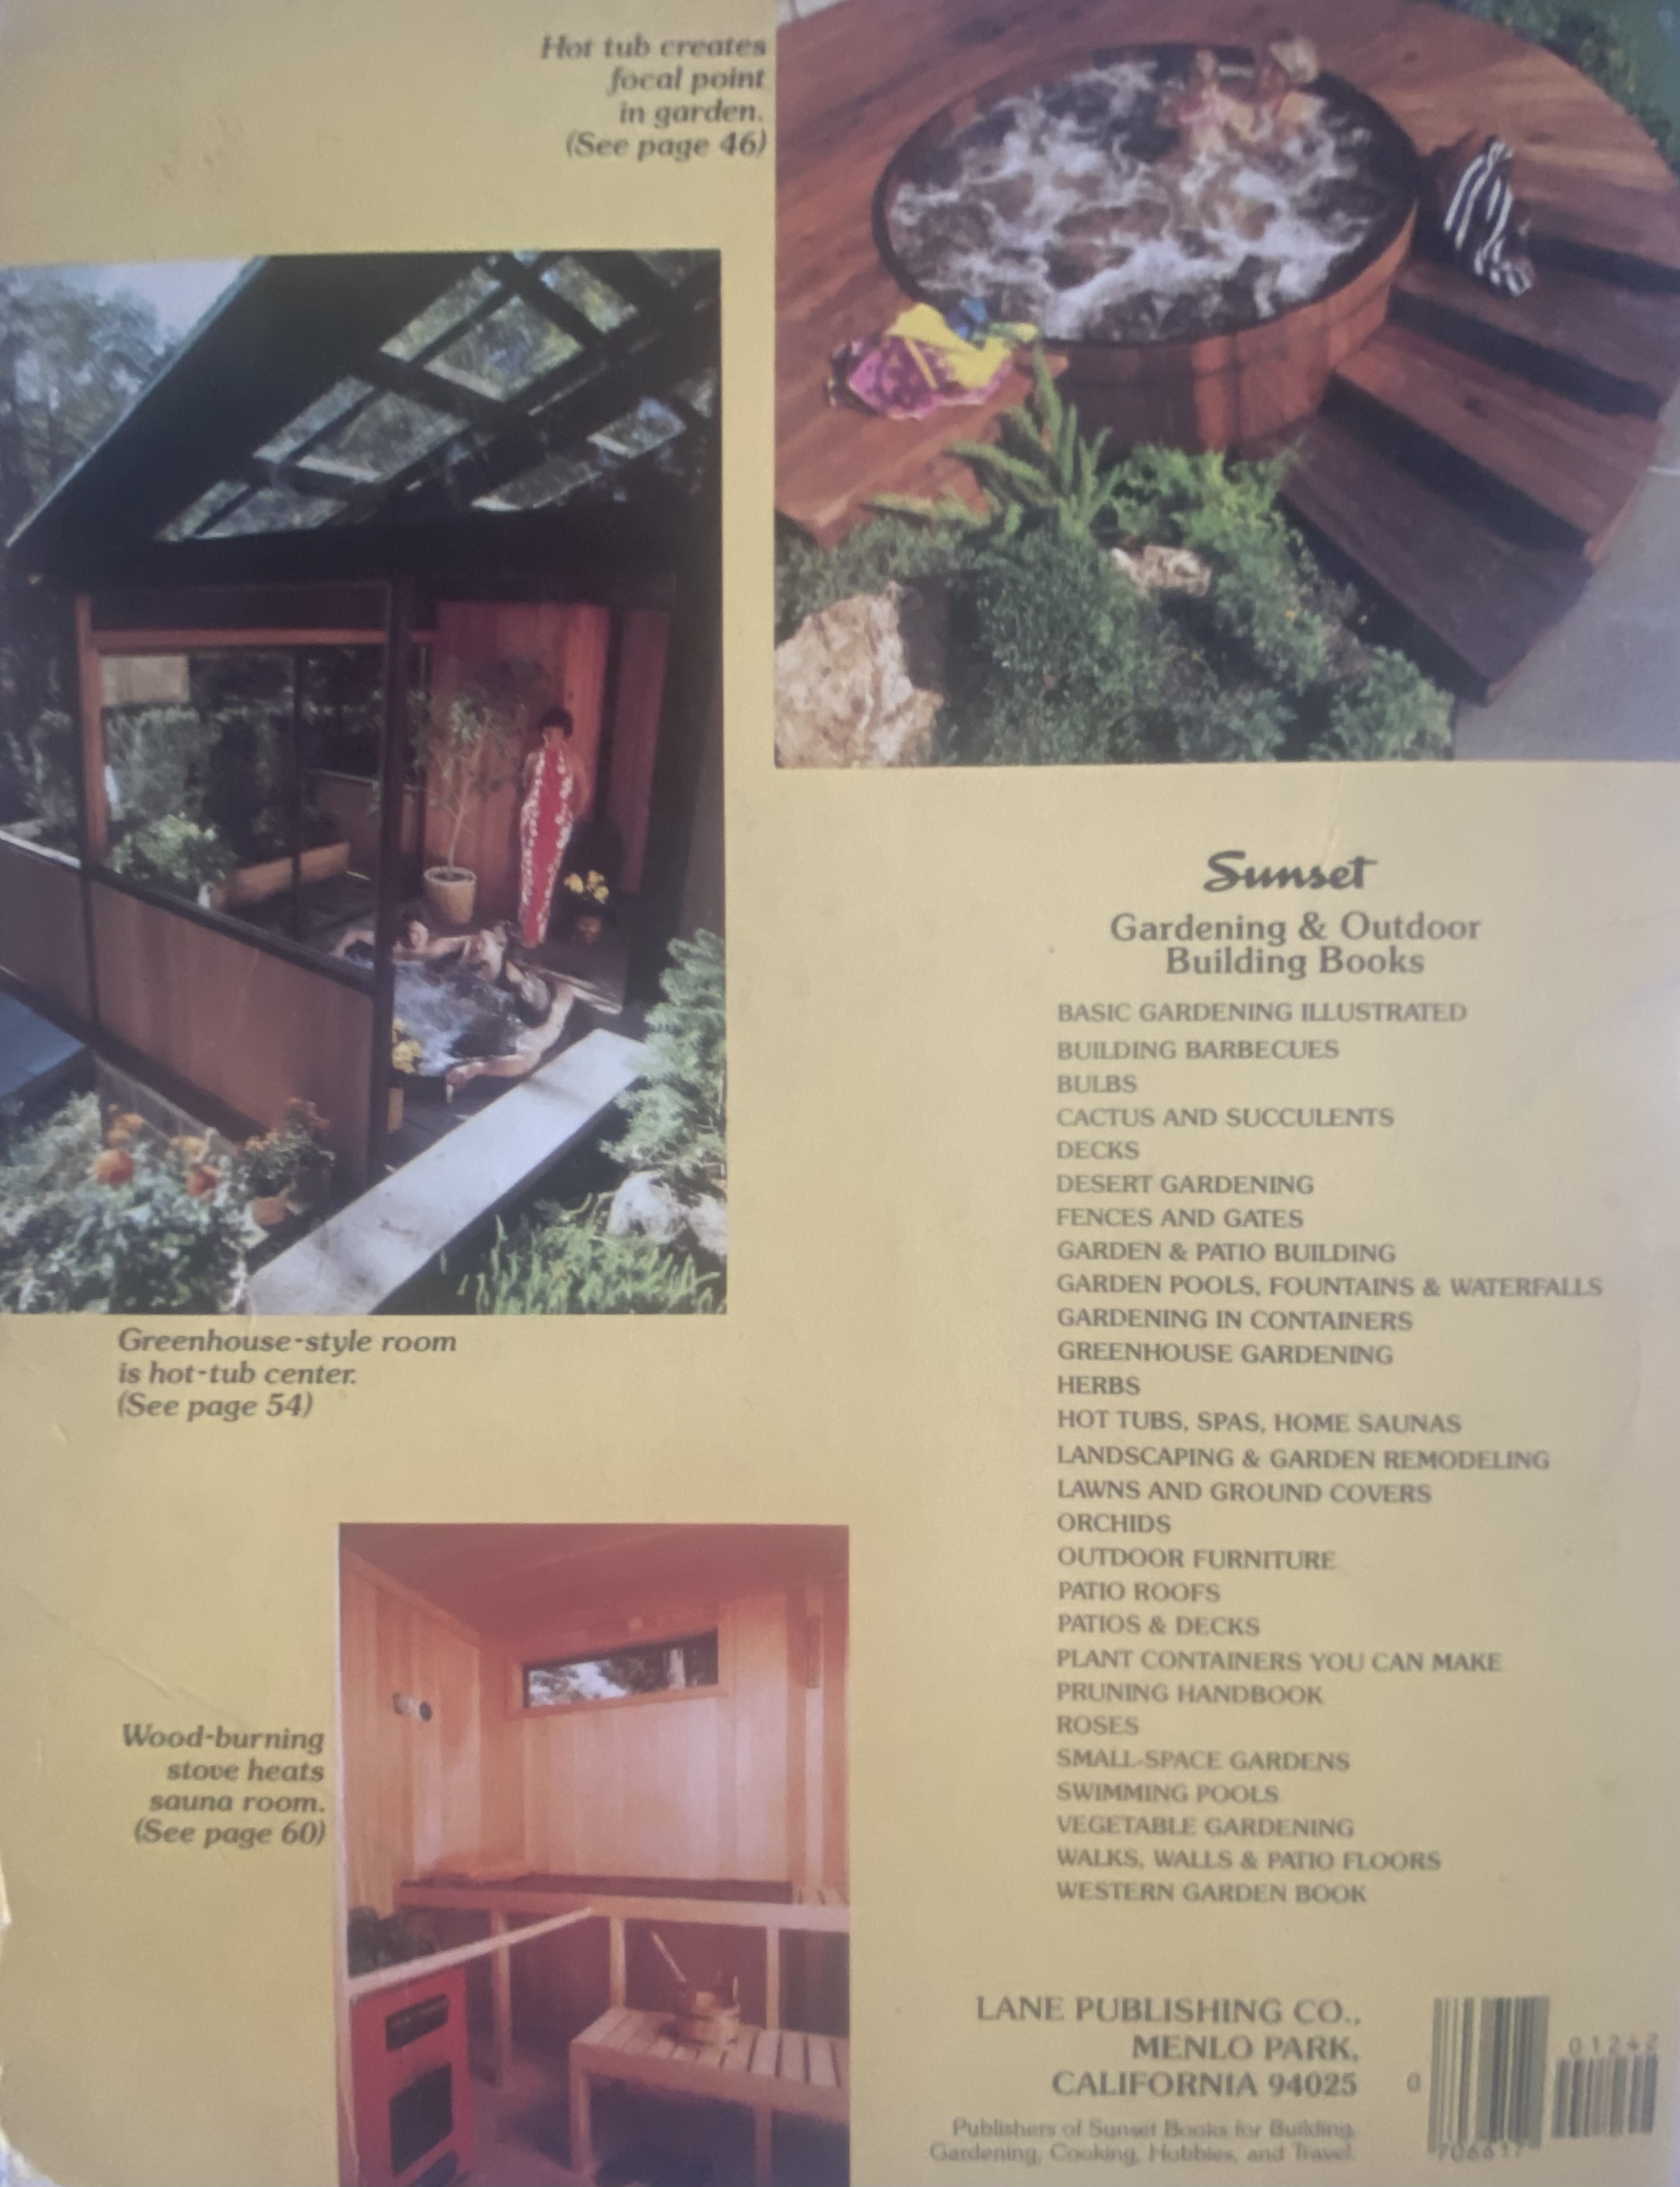 Hot tub creates
focal point
in garden.
(See page 46)
Greenhouse-style room
is hot-tub center.
(See page 54)
Wood-burning
stove heats
sauna room.
(See page 60)
Sunset
Gardening & Outdoor
Building Books
BASIC GARDENING ILLUSTRATED
BUILDING BARBECUES
BULBS
CACTUS AND SUCCULENTS
DECKS
DESERT GARDENING
FENCES AND GATES
GARDEN & PATIO BUILDING
GARDEN POOLS, FOUNTAINS & WATERFALLS
GARDENING IN CONTAINERS
GREENHOUSE GARDENING
HERBS
HOT TUBS, SPAS, HOME SAUNAS
LANDSCAPING & GARDEN REMODELING
LAWNS AND GROUND COVERS
ORCHIDS
OUTDOOR FURNITURE
PATIO ROOFS
PATIOS & DECKS
PLANT CONTAINERS YOU CAN MAKE
PRUNING HANDBOOK
ROSES
SMALL-SPACE GARDENS
SWIMMING POOLS
VEGETABLE GARDENING
WALKS, WALLS & PATIO FLOORS
WESTERN GARDEN BOOK
LANE PUBLISHING CO.,
MENLO PARK,
CALIFORNIA 94025
Publishers of Sunset Books for Building,
Gardening, Cooking, Hobbies, and Travel.
01242
0